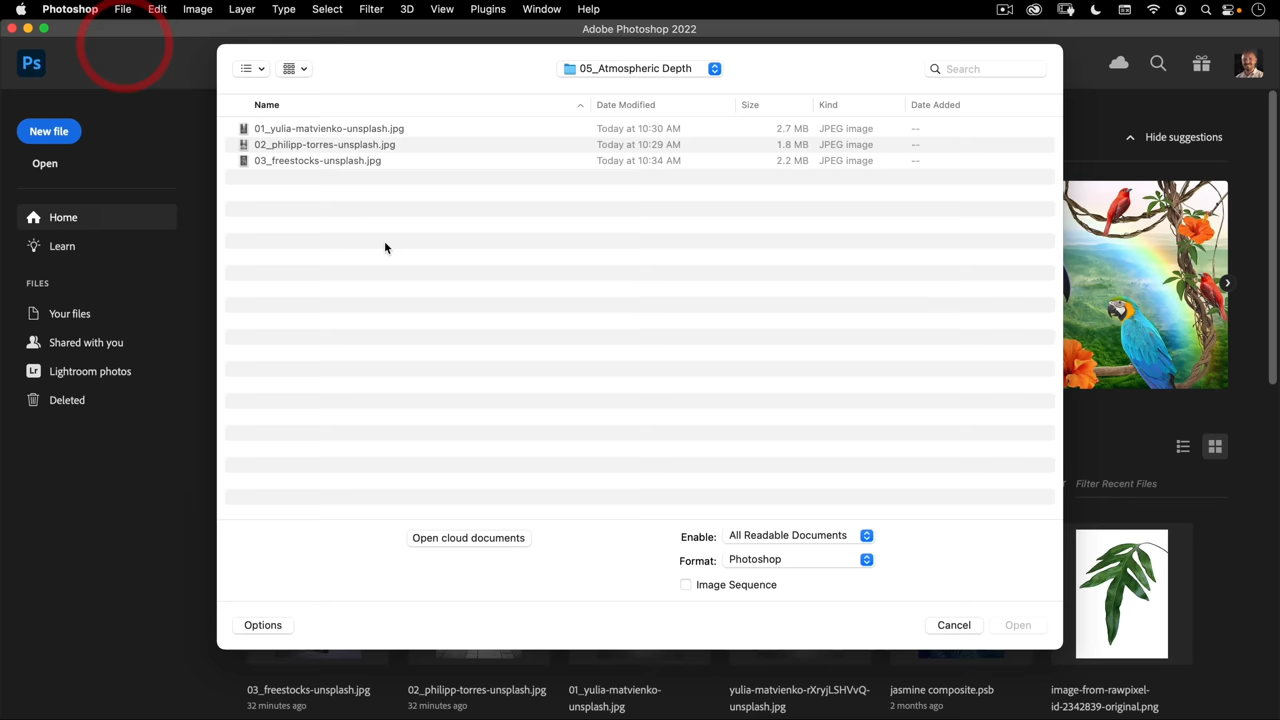 Photoshop File Edit Image Layer Type Select Filter 3D View Plugins Window Help
Adobe Photoshop 2022
Ps
05_Atmospheric Depth
Search
Name Date Modified Size Kind Date Added
01_yulia-matvienko-unsplash.jpg Today at 10:30 AM 2.7 MB JPEG image --
02_philipp-torres-unsplash.jpg Today at 10:29 AM 1.8 MB JPEG image --
03_freestocks-unsplash.jpg Today at 10:34 AM 2.2 MB JPEG image --
New file
Open
Hide suggestions
Home
Learn
FILES
Your files
Shared with you
Lr Lightroom photos
Deleted
Filter Recent Files
Open cloud documents
Enable: All Readable Documents
Format: Photoshop
Image Sequence
Options
Cancel
Open
03_freestocks-unsplash.jpg
32 minutes ago
02_philipp-torres-unsplash.jpg
32 minutes ago
01_yulia-matvienko-
unsplash.jpg
yulia-matvienko-rXryjLSHVvQ-
unsplash.jpg
jasmine composite.psb
2 months ago
image-from-rawpixel-
id-2342839-original.png